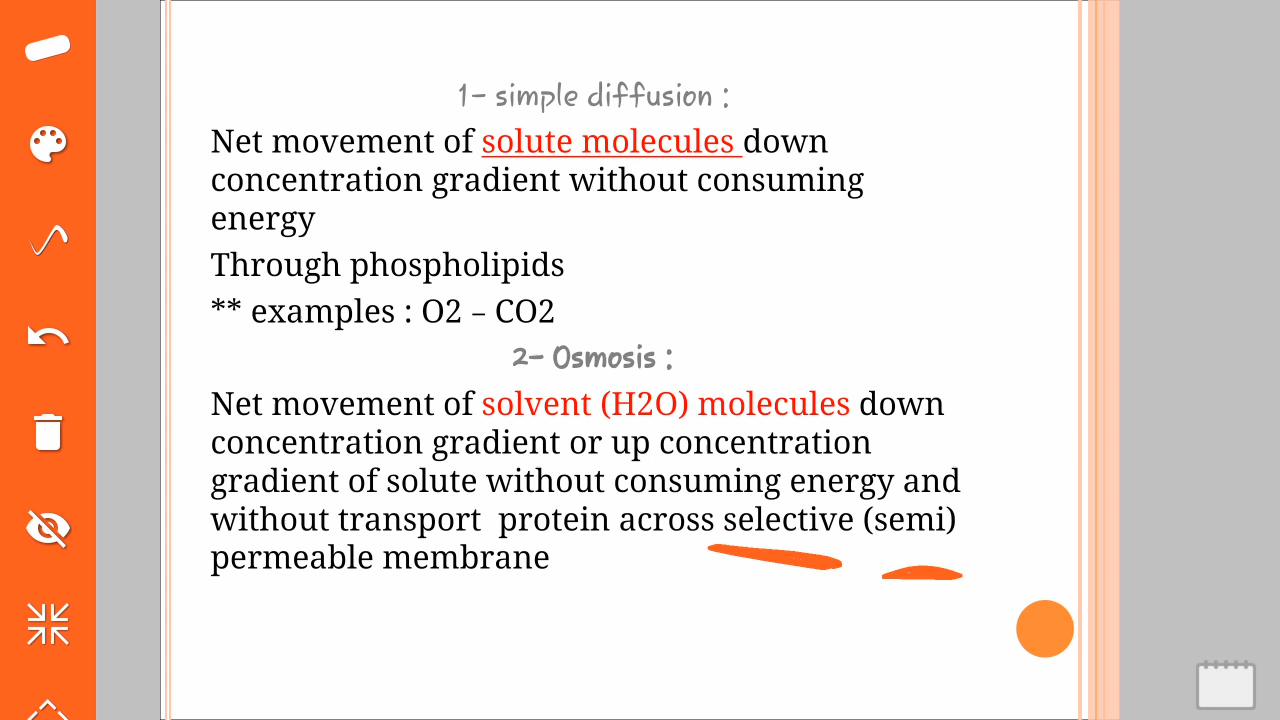 1- simple diffusion :
Net movement of solute molecules down
concentration gradient without consuming
energy
Through phospholipids
** examples : O2 – CO2
2- Osmosis :
Net movement of solvent (H2O) molecules down
concentration gradient or up concentration
gradient of solute without consuming energy and
without transport  protein across selective (semi)
permeable membrane